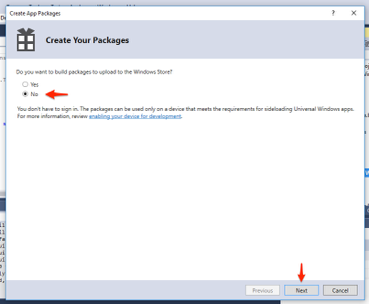 Create App Packages
Create Your Packages
Do you want to build packages to upload to the Windows Store?
Yes
No
You don't have to sign in. The packages can be used only on a device that meets the requirements for sideloading Universal Windows apps.
For more information, review enabling your device for development.
Previous
Next
Cancel